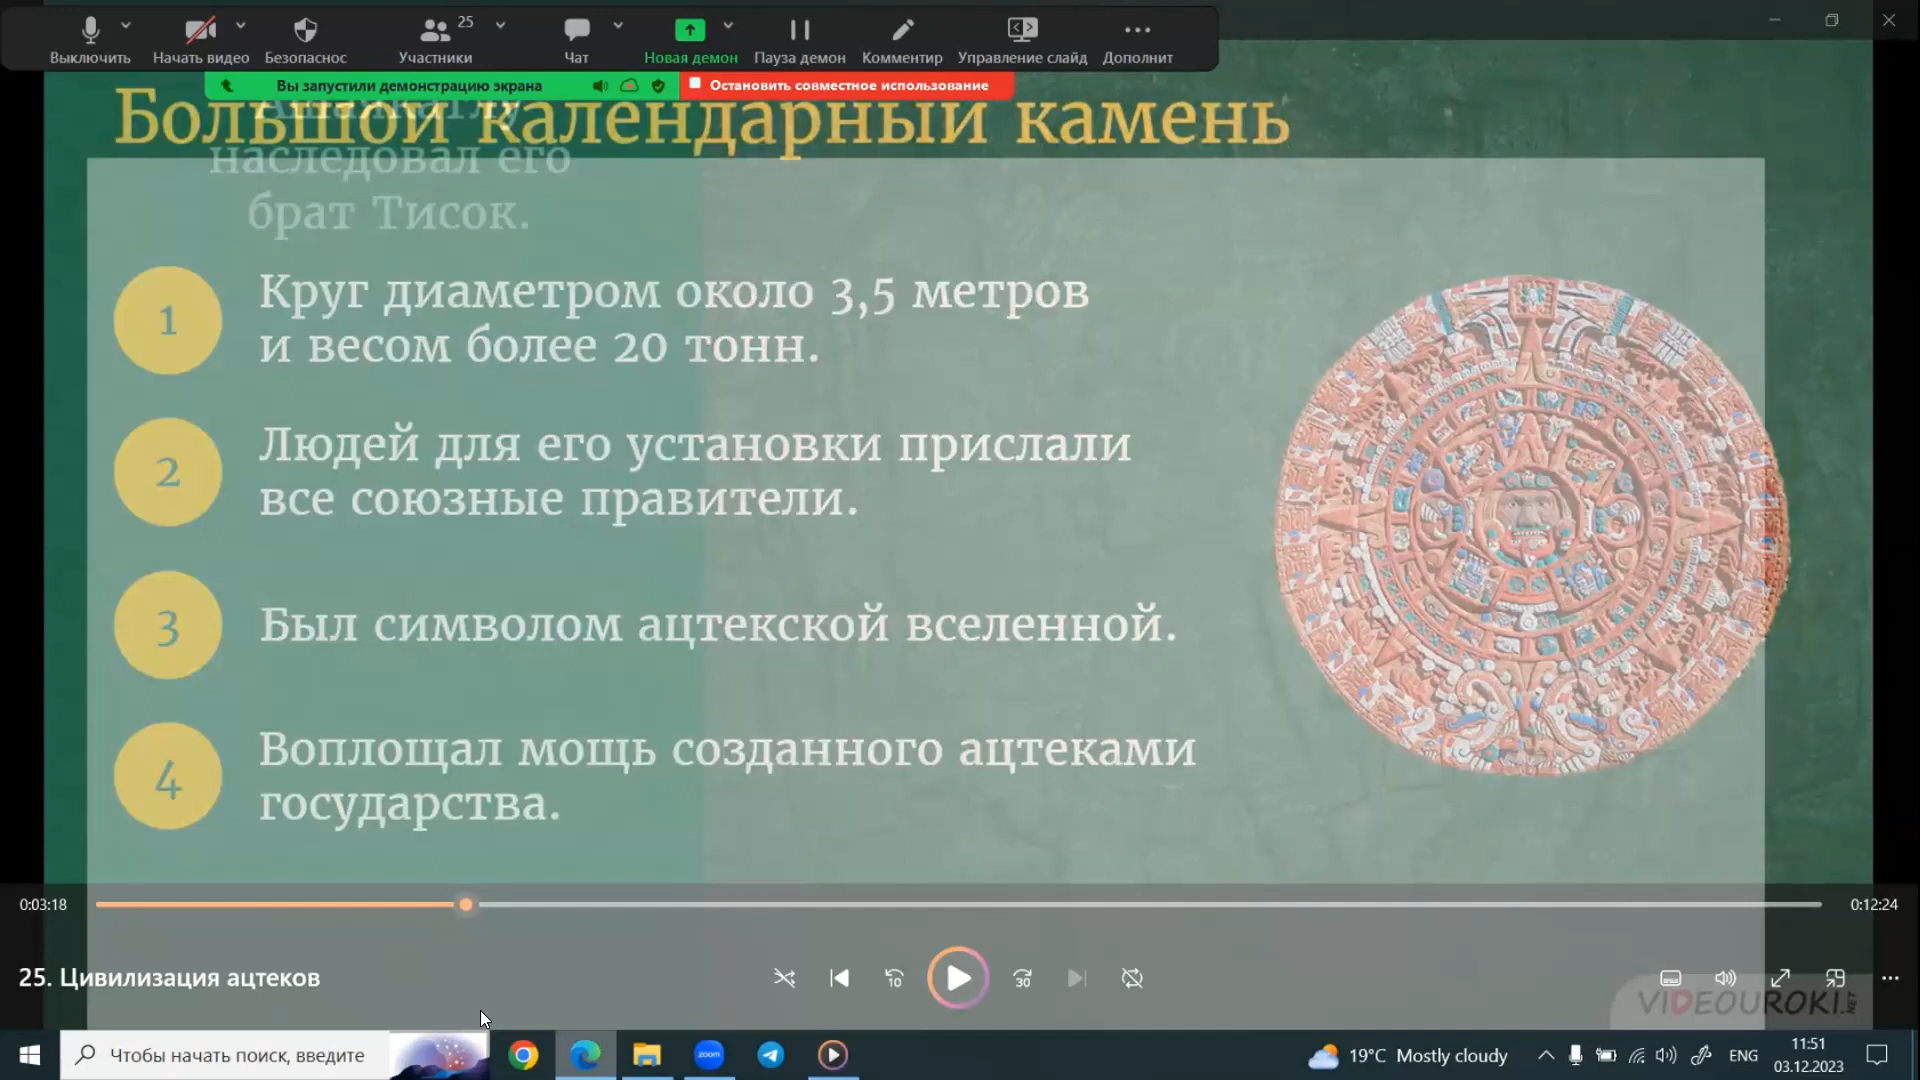 Выключить
Начать видео
Безопаснос
Участники
25
Чат
Новая демон
Пауза демон
Комментир
Управление слайд
Дополнит
Вы запустили демонстрацию экрана
Остановить совместное использование
Большой календарный камень
наследовал его
брат Тисок.
1
Круг диаметром около 3,5 метров
и весом более 20 тонн.
2
Людей для его установки прислали
все союзные правители.
3
Был символом ацтекской вселенной.
4
Воплощал мощь созданного ацтеками
государства.
0:03:18
0:12:24
25. Цивилизация ацтеков
10
30
VIDEOUROKI.NET
Чтобы начать поиск, введите
zoom
19°C Mostly cloudy
ENG
11:51
03.12.2023